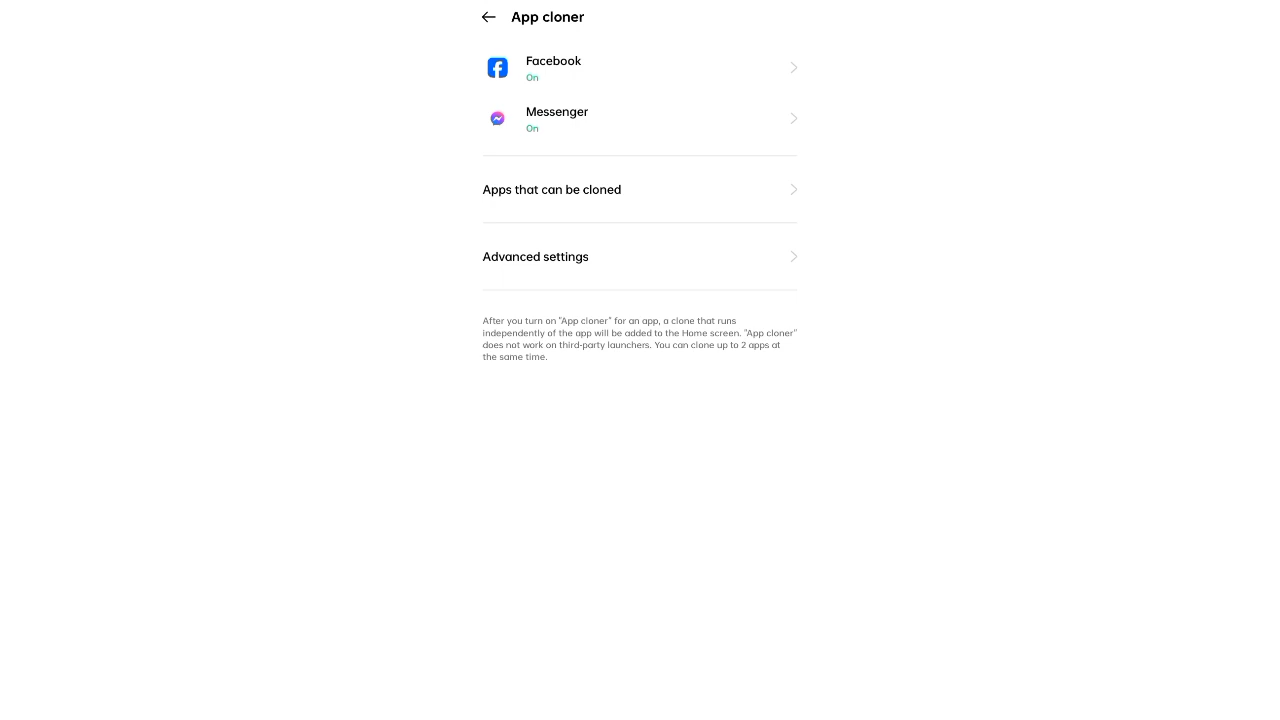 App cloner
Facebook
On
Messenger
On
Apps that can be cloned
Advanced settings
After you turn on "App cloner" for an app, a clone that runs
independently of the app will be added to the Home screen. "App cloner"
does not work on third-party launchers. You can clone up to 2 apps at
the same time.